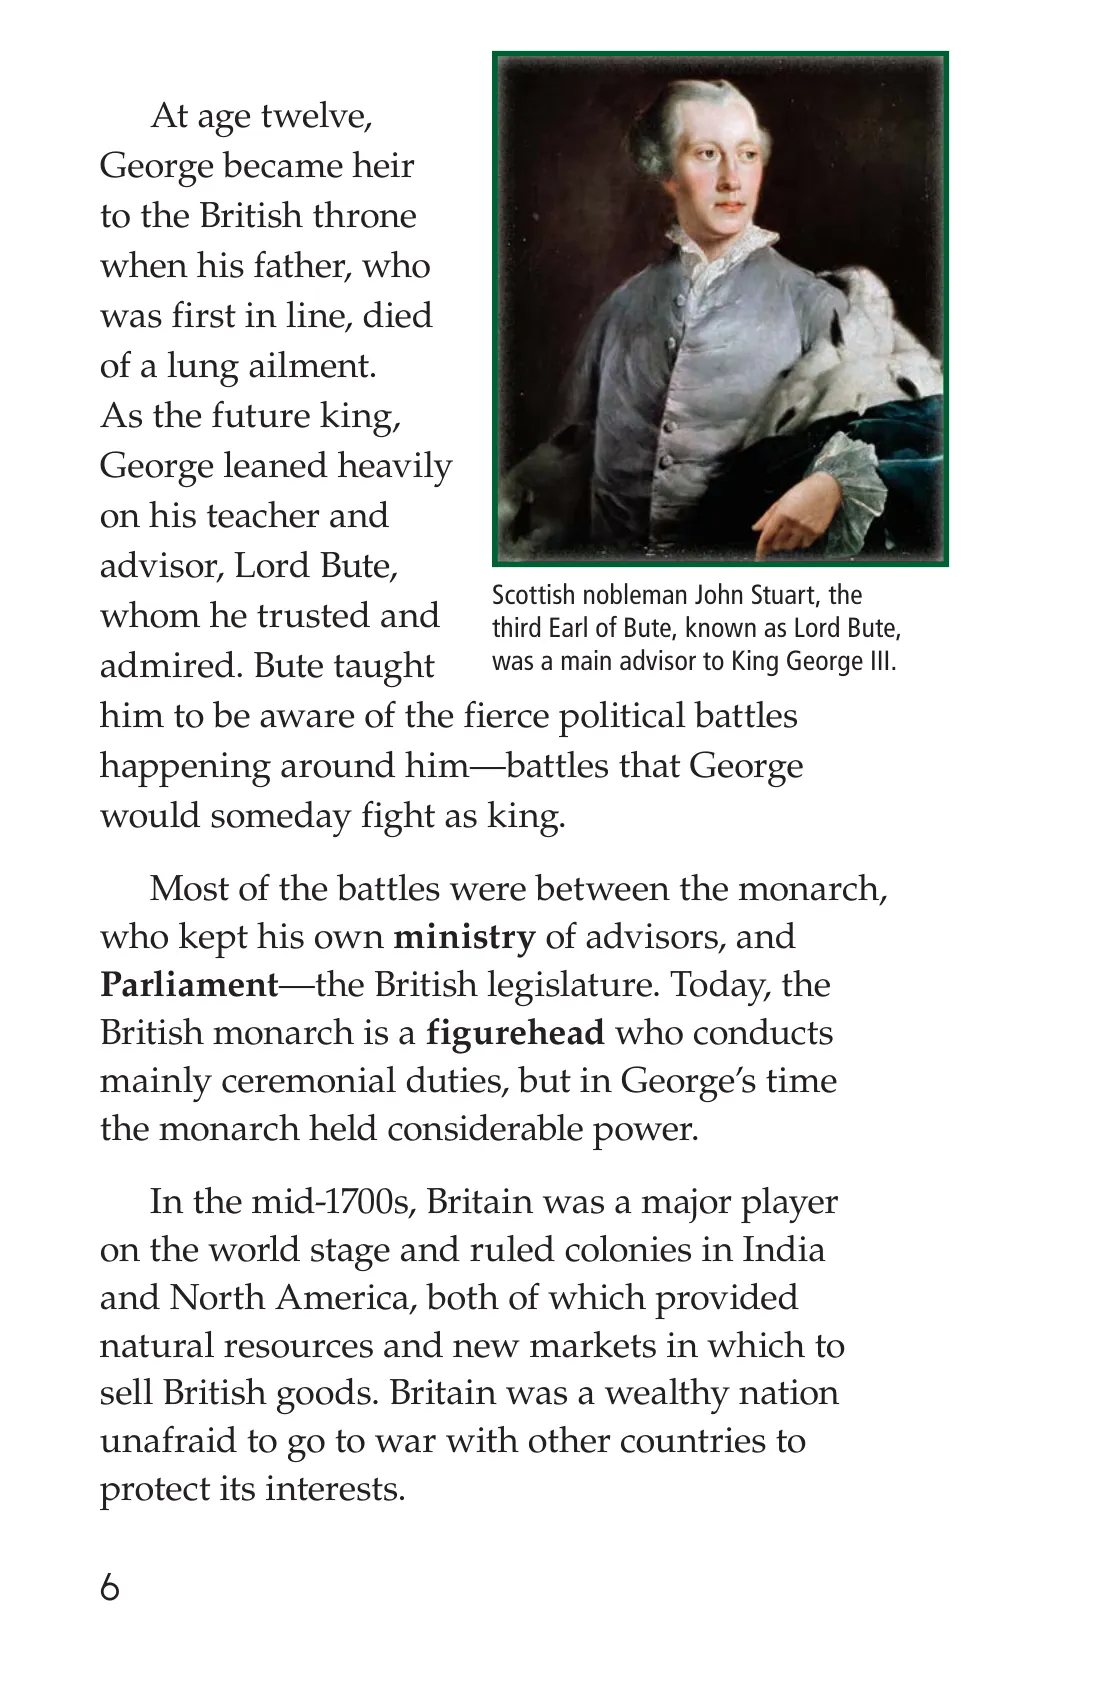 At age twelve,
George became heir
to the British throne
when his father, who
was first in line, died
of a lung ailment.
As the future king,
George leaned heavily
on his teacher and
advisor, Lord Bute,
whom he trusted and
admired. Bute taught
him to be aware of the fierce political battles
happening around him—battles that George
would someday fight as king.
Scottish nobleman John Stuart, the
third Earl of Bute, known as Lord Bute,
was a main advisor to King George III.
Most of the battles were between the monarch,
who kept his own ministry of advisors, and
Parliament—the British legislature. Today, the
British monarch is a figurehead who conducts
mainly ceremonial duties, but in George’s time
the monarch held considerable power.
In the mid-1700s, Britain was a major player
on the world stage and ruled colonies in India
and North America, both of which provided
natural resources and new markets in which to
sell British goods. Britain was a wealthy nation
unafraid to go to war with other countries to
protect its interests.
6